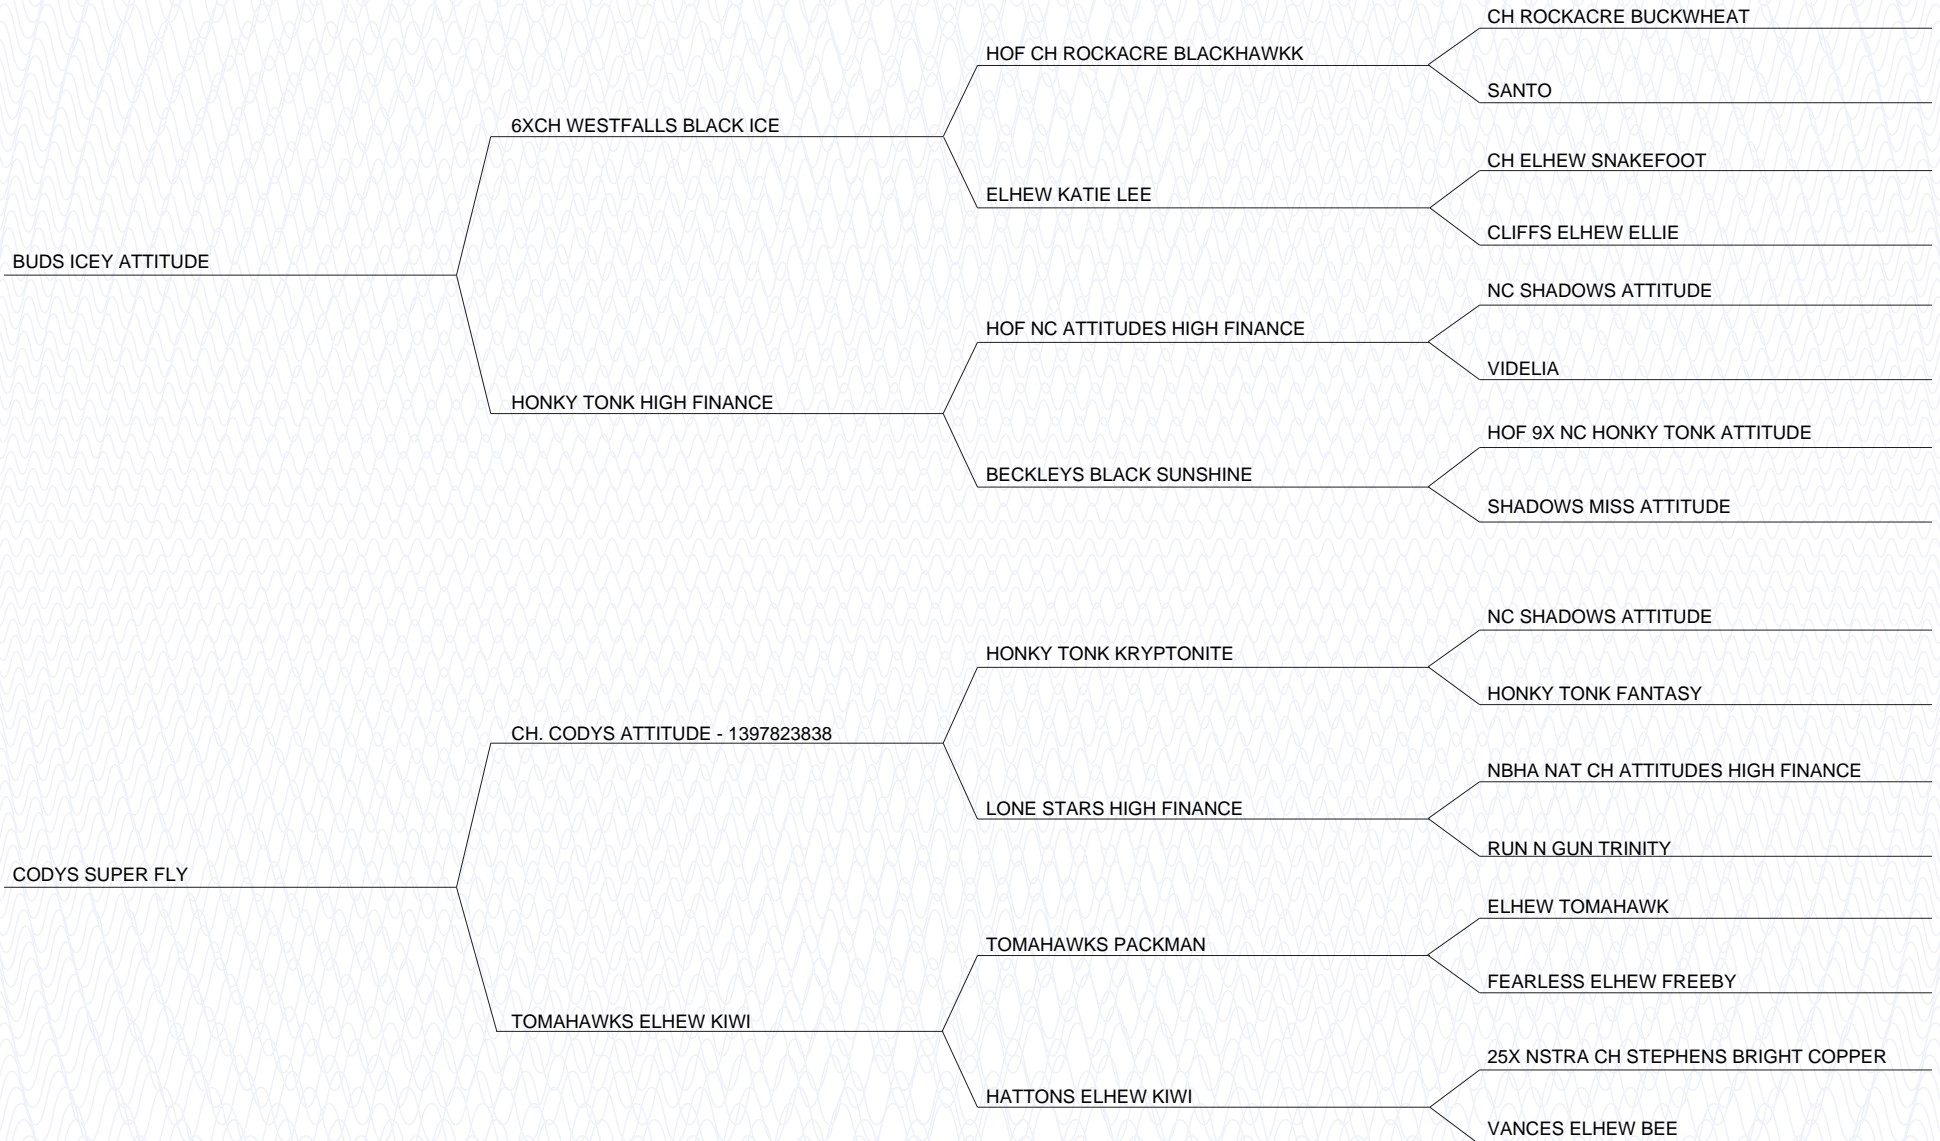 CH ROCKACRE BUCKWHEAT
HOF CH ROCKACRE BLACKHAWKK
SANTO
6XCH WESTFALLS BLACK ICE
CH ELHEW SNAKEFOOT
ELHEW KATIE LEE
CLIFFS ELHEW ELLIE
BUDS ICEY ATTITUDE
NC SHADOWS ATTITUDE
HOF NC ATTITUDES HIGH FINANCE
VIDELIA
HONKY TONK HIGH FINANCE
HOF 9X NC HONKY TONK ATTITUDE
BECKLEYS BLACK SUNSHINE
SHADOWS MISS ATTITUDE
NC SHADOWS ATTITUDE
HONKY TONK KRYPTONITE
HONKY TONK FANTASY
CH. CODYS ATTITUDE - 1397823838
NBHA NAT CH ATTITUDES HIGH FINANCE
LONE STARS HIGH FINANCE
RUN N GUN TRINITY
CODYS SUPER FLY
ELHEW TOMAHAWK
TOMAHAWKS PACKMAN
FEARLESS ELHEW FREEBY
TOMAHAWKS ELHEW KIWI
25X NSTRA CH STEPHENS BRIGHT COPPER
HATTONS ELHEW KIWI
VANCES ELHEW BEE